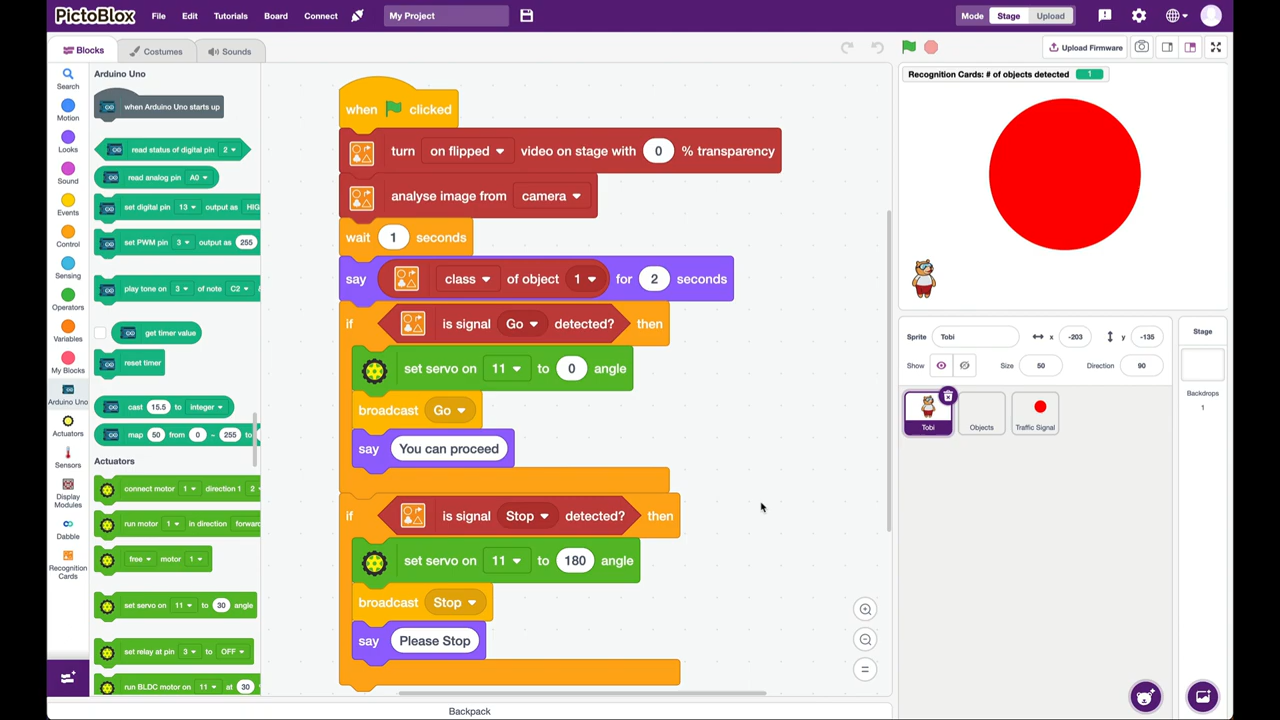 PictoBlox File Edit Tutorials Board Connect My Project Mode Stage Upload
Blocks Costumes Sounds Upload Firmware
Search
Motion
Looks
Sound
Events
Control
Sensing
Operators
Variables
My Blocks
Arduino Uno
Actuators
Sensors
Display
Modules
Dabble
Recognition
Cards
Arduino Uno
when Arduino Uno starts up
read status of digital pin 2
read analog pin A0
set digital pin 13 output as HIG
set PWM pin 3 output as 255
play tone on 3 of note C2 &
get timer value
reset timer
cast 15.5 to integer
map 50 from 0 ~ 255 to
Actuators
connect motor 1 direction 1 2
run motor 1 in direction forward
free motor 1
set servo on 11 to 30 angle
set relay at pin 3 to OFF
run BLDC motor on 11 at 30
when clicked
turn on flipped video on stage with 0 % transparency
analyse image from camera
wait 1 seconds
say class of object 1 for 2 seconds
if is signal Go detected? then
set servo on 11 to 0 angle
broadcast Go
say You can proceed
if is signal Stop detected? then
set servo on 11 to 180 angle
broadcast Stop
say Please Stop
Recognition Cards: # of objects detected 1
Sprite Tobi x -203 y -135
Show Size 50 Direction 90
Tobi Objects Traffic Signal
Stage
Backdrops
1
Backpack